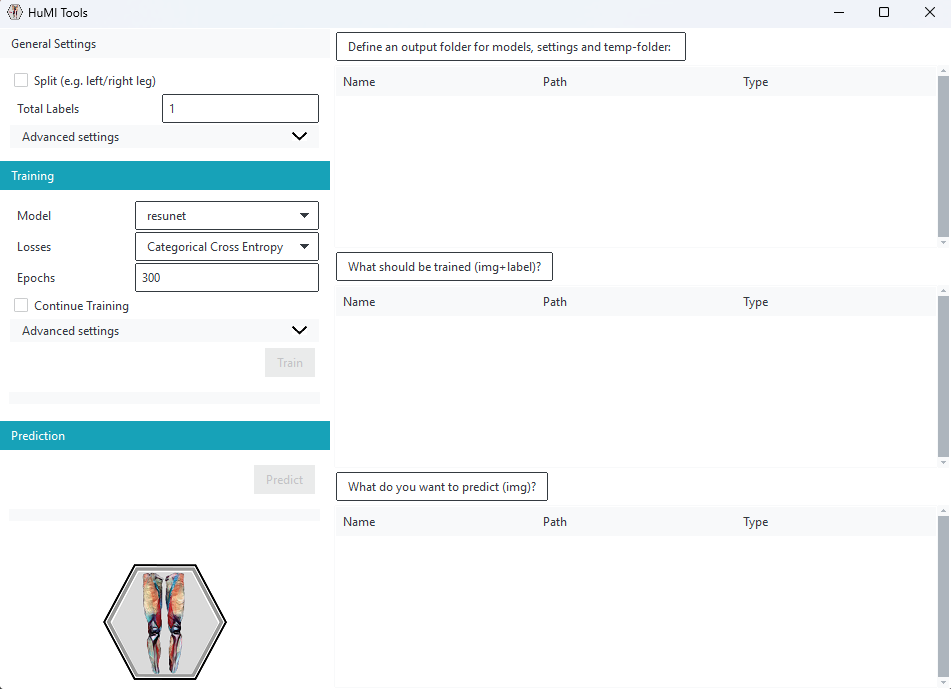 HuMI Tools
General Settings
Split (e.g. left/right leg)
Total Labels 1
Advanced settings
Training
Model resunet
Losses Categorical Cross Entropy
Epochs 300
Continue Training
Advanced settings
Train
Prediction
Predict
Define an output folder for models, settings and temp-folder:
Name Path Type
What should be trained (img+label)?
Name Path Type
What do you want to predict (img)?
Name Path Type